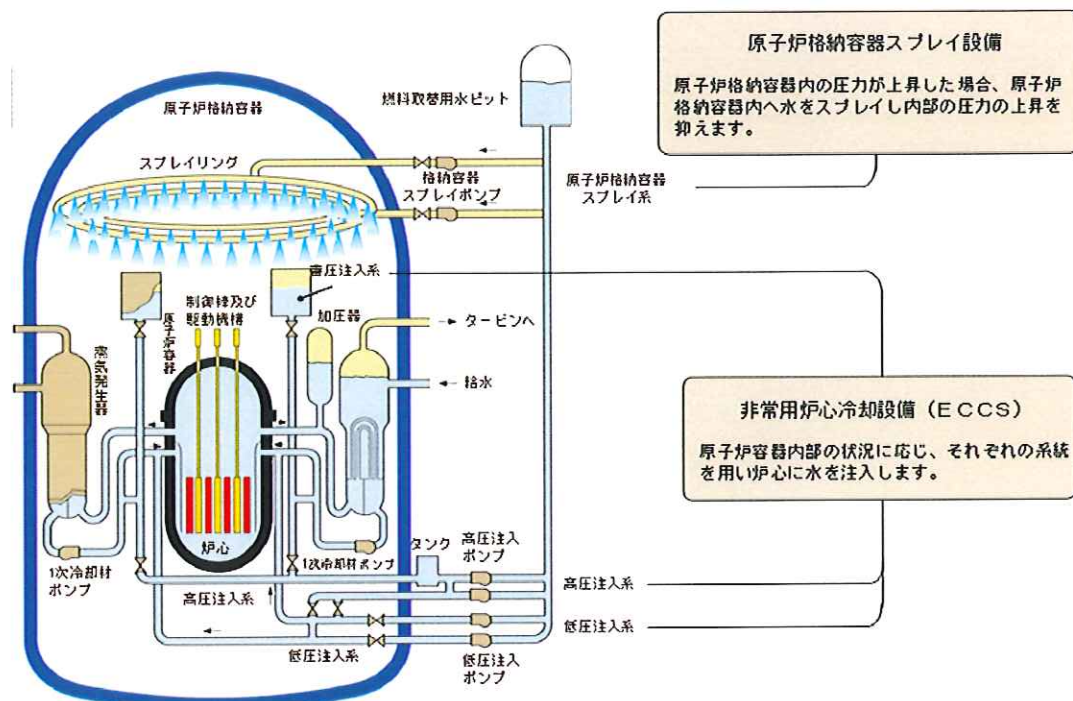 原子炉格納容器スプレイ設備
原子炉格納容器内の圧力が上昇した場合、原子炉
格納容器内へ水をスプレイし内部の圧力の上昇を
抑えます。
燃料取替用水ピット
原子炉格納容器
スプレイリング
格納容器
スプレイポンプ
原子炉格納容器
スプレイ系
蓄圧注入系
制御棒及び
駆動機構
原子炉容器
加圧器
タービンへ
蒸気発生器
給水
非常用炉心冷却設備(ECCS)
原子炉容器内部の状況に応じ、それぞれの系統
を用い炉心に水を注入します。
炉心
1次冷却材
ポンプ
1次冷却材ポンプ
タンク
高圧注入
ポンプ
高圧注入系
高圧注入系
低圧注入系
低圧注入系
低圧注入
ポンプ